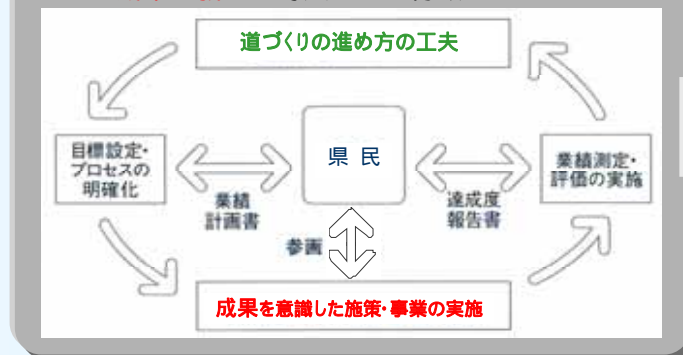 道づくりの進め方の工夫
目標設定・
プロセスの
明確化
県 民
業績測定・
評価の実施
業績
計画書
達成度
報告書
参画
成果を意識した施策・事業の実施